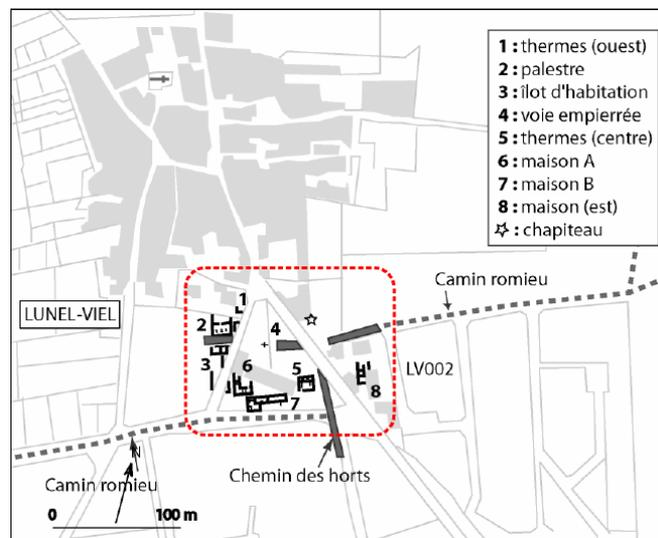 1 : thermes (ouest)
2 : palestre
3 : îlot d'habitation
4 : voie empierrée
5 : thermes (centre)
6 : maison A
7 : maison B
8 : maison (est)
☆ : chapiteau
Camin romieu
LUNEL-VIEL
1
2
4
3
6
5
LV002
8
7
Chemin des horts
N
Camin romieu
0 100 m